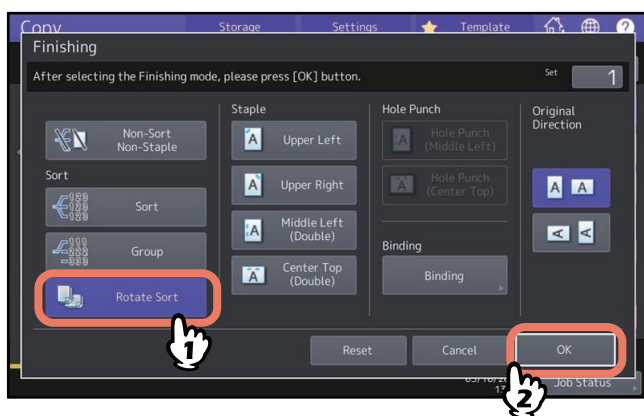 Copy
Storage
Settings
Template
?
Finishing
After selecting the Finishing mode, please press [OK] button.
Set
1
Non-Sort
Non-Staple
Sort
Sort
Group
Rotate Sort
Staple
A
Upper Left
A
Upper Right
A
Middle Left
(Double)
A
Center Top
(Double)
Hole Punch
A
Hole Punch
(Middle Left)
A
Hole Punch
(Center Top)
Binding
Binding
Original
Direction
A A
A A
Reset
Cancel
OK
Job Status
1
2